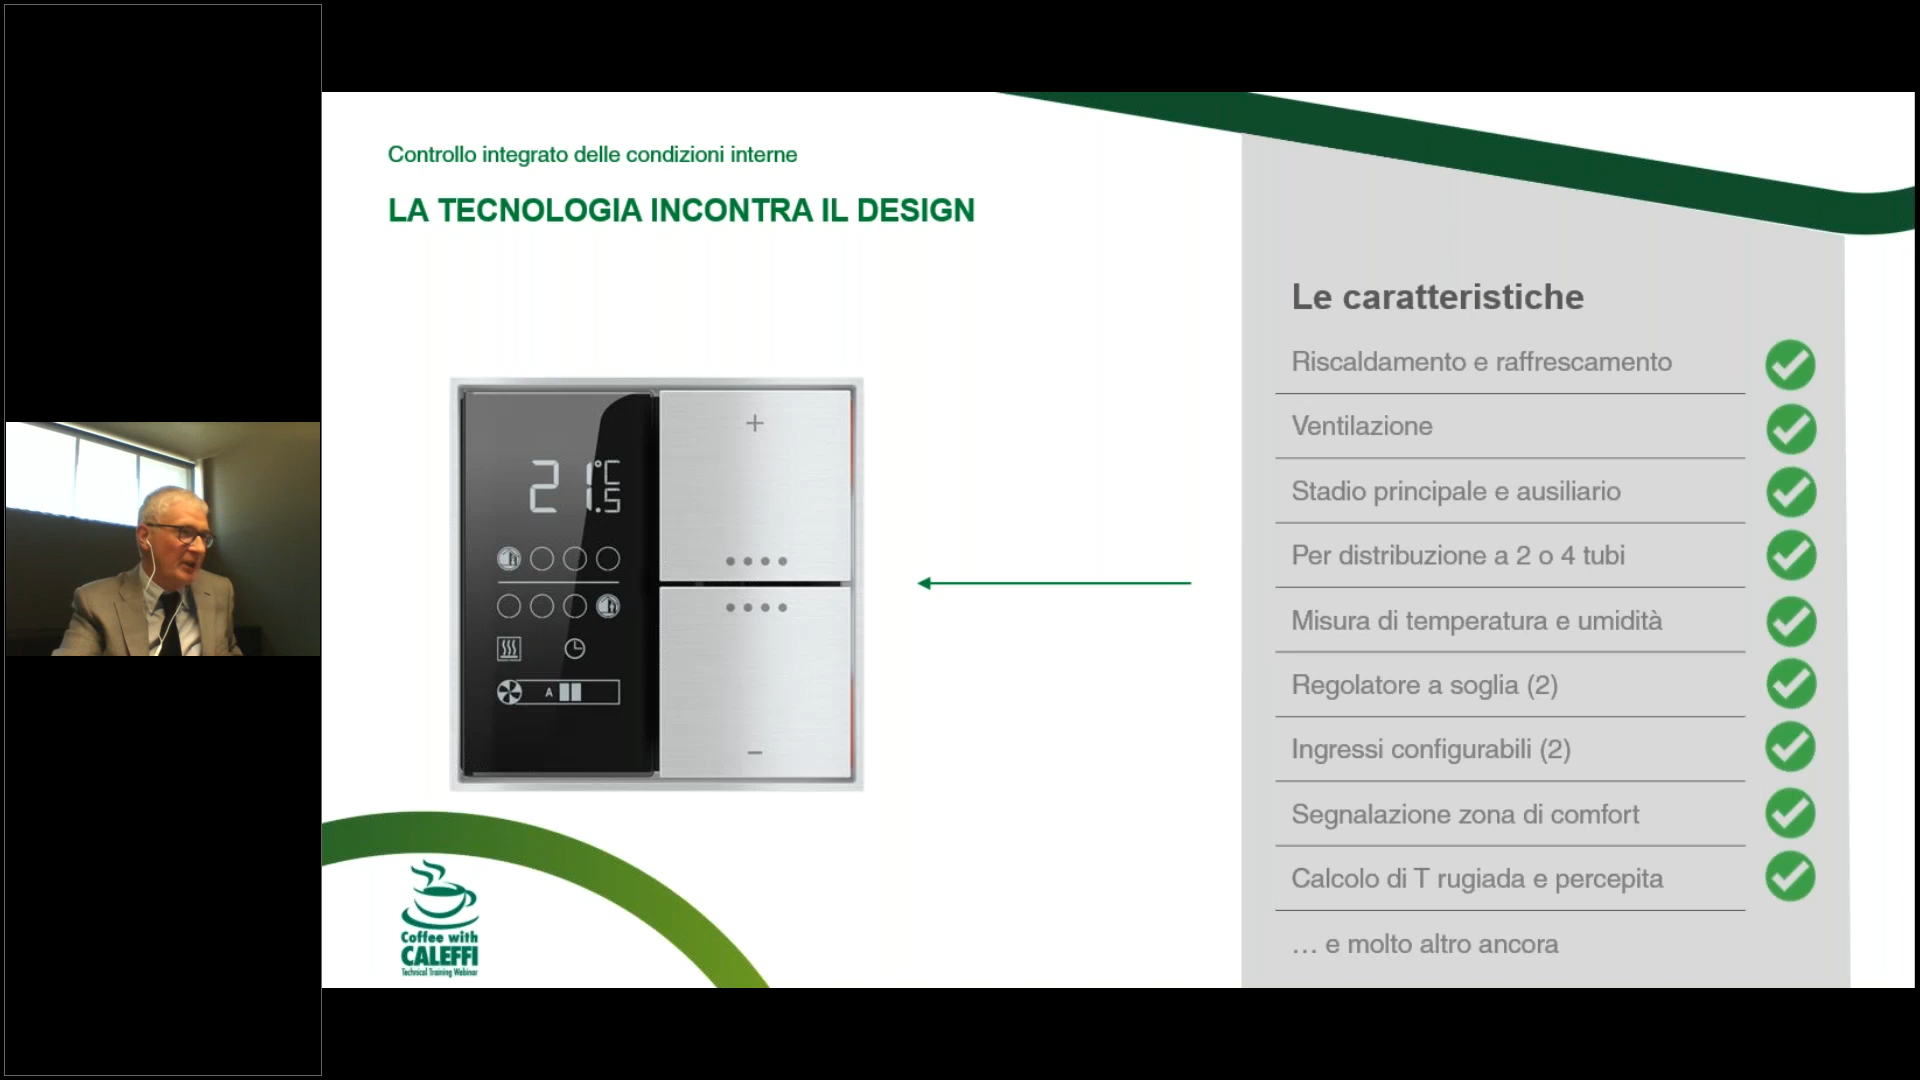 Controllo integrato delle condizioni interne
LA TECNOLOGIA INCONTRA IL DESIGN
21.5 °C
A
+
−
Le caratteristiche
Riscaldamento e raffrescamento
Ventilazione
Stadio principale e ausiliario
Per distribuzione a 2 o 4 tubi
Misura di temperatura e umidità
Regolatore a soglia (2)
Ingressi configurabili (2)
Segnalazione zona di comfort
Calcolo di T rugiada e percepita
… e molto altro ancora
Coffee with
CALEFFI
Technical Training Webinar